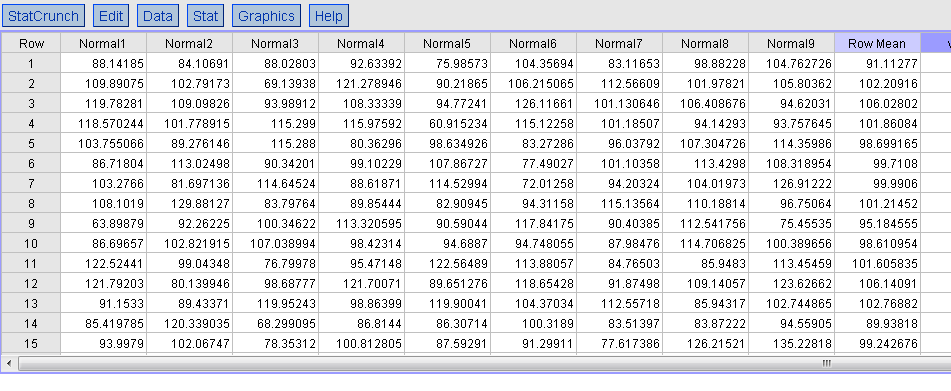 StatCrunch Edit Data Stat Graphics Help
Row Normal1 Normal2 Normal3 Normal4 Normal5 Normal6 Normal7 Normal8 Normal9 Row Mean
1 88.14185 84.10691 88.02803 92.63392 75.98573 104.35694 83.11653 98.88228 104.762726 91.11277
2 109.89075 102.79173 69.13938 121.278946 90.21865 106.215065 112.56609 101.97821 105.80362 102.20916
3 119.78281 109.09826 93.98912 108.33339 94.77241 126.11661 101.130646 106.408676 94.62031 106.02802
4 118.570244 101.778915 115.299 115.97592 60.915234 115.12258 101.18507 94.14293 93.757645 101.86084
5 103.755066 89.276146 115.288 80.36296 98.634926 83.27286 96.03792 107.304726 114.35986 98.699165
6 86.71804 113.02498 90.34201 99.10229 107.86727 77.49027 101.10358 113.4298 108.318954 99.7108
7 103.2766 81.697136 114.64524 88.61871 114.52994 72.01258 94.20324 104.01973 126.91222 99.9906
8 108.1019 129.88127 83.79764 89.85444 82.90945 94.31158 115.13564 110.18814 96.75064 101.21452
9 63.89879 92.26225 100.34622 113.320595 90.59044 117.84175 90.40385 112.541756 75.45535 95.184555
10 86.69657 102.821915 107.038994 98.42314 94.6887 94.748055 87.98476 114.706825 100.389656 98.610954
11 122.52441 99.04348 76.79978 95.47148 122.56489 113.88057 84.76503 85.9483 113.45459 101.605835
12 121.79203 80.139946 98.68777 121.70071 89.651276 118.65428 91.87498 109.14057 123.62662 106.14091
13 91.1533 89.43371 119.95243 98.86399 119.90041 104.37034 112.55718 85.94317 102.744865 102.76882
14 85.419785 120.339035 68.299095 86.8144 86.30714 100.3189 83.51397 83.87222 94.55905 89.93818
15 93.9979 102.06747 78.35312 100.812805 87.59291 91.29911 77.617386 126.21521 135.22818 99.242676